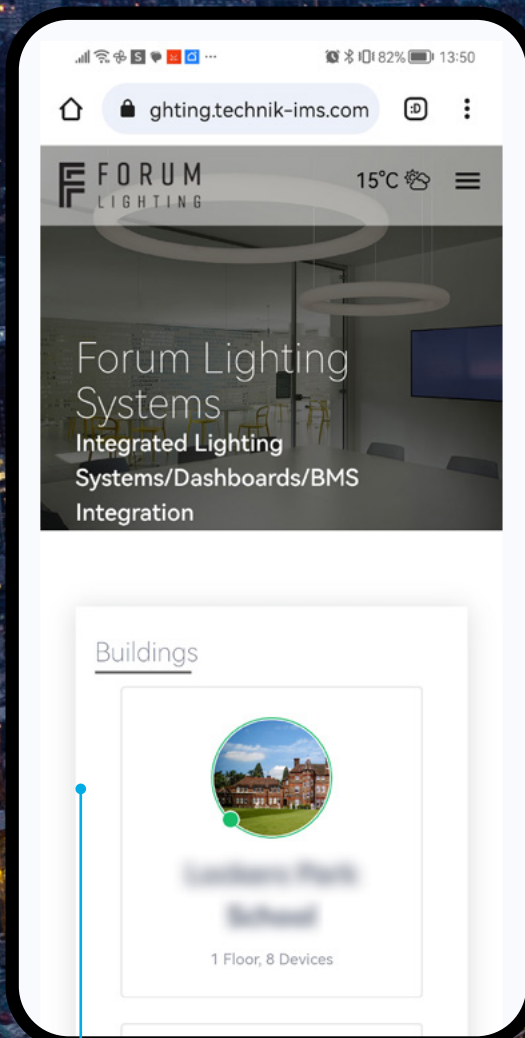 82% 13:50
ghting.technik-ims.com :D
FORUM
LIGHTING
15°C
Forum Lighting
Systems
Integrated Lighting
Systems/Dashboards/BMS
Integration
Buildings
1 Floor, 8 Devices